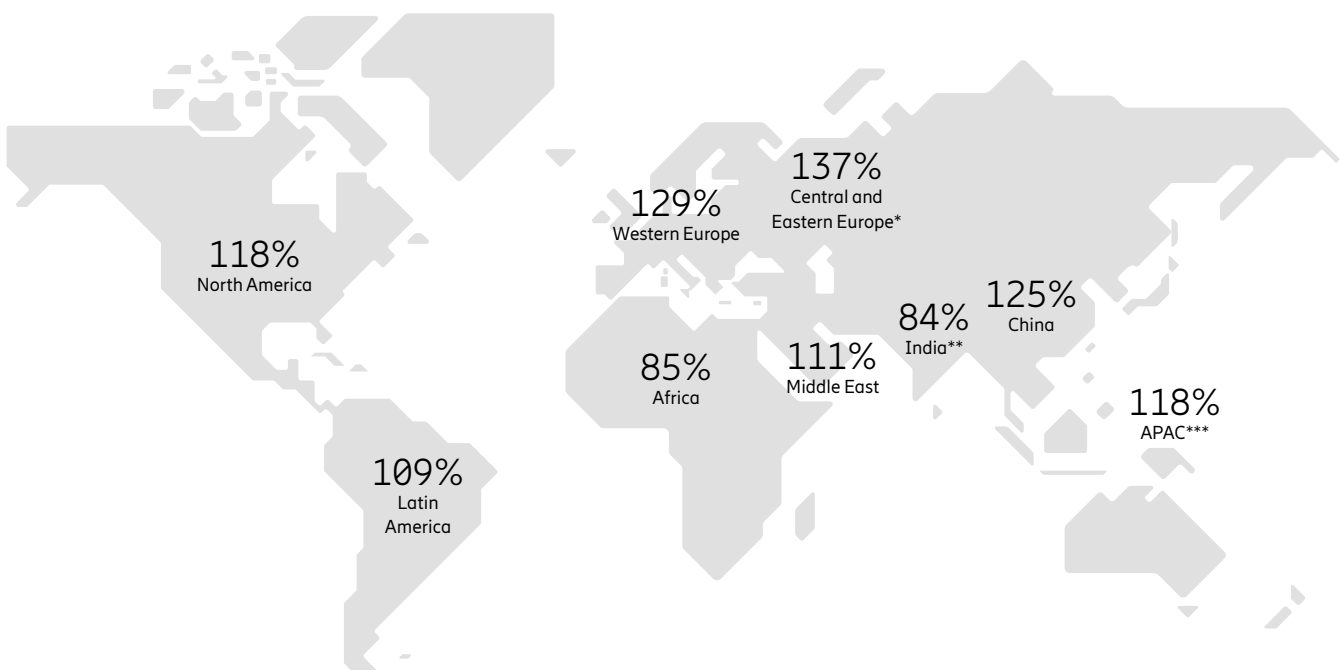 137%
Central and
Eastern Europe*
129%
Western Europe
118%
North America
125%
China
84%
India**
111%
Middle East
85%
Africa
118%
APAC***
109%
Latin
America